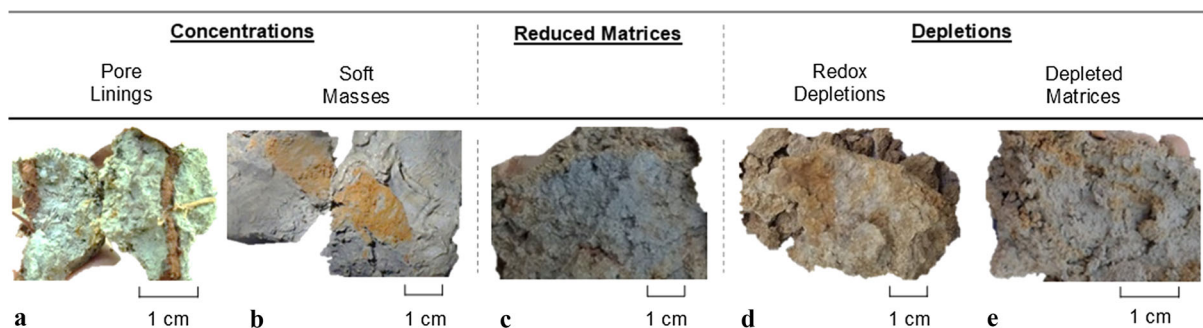 Concentrations
Reduced Matrices
Depletions
Pore
Linings
Soft
Masses
Redox
Depletions
Depleted
Matrices
a
1 cm
b
1 cm
c
1 cm
d
1 cm
e
1 cm